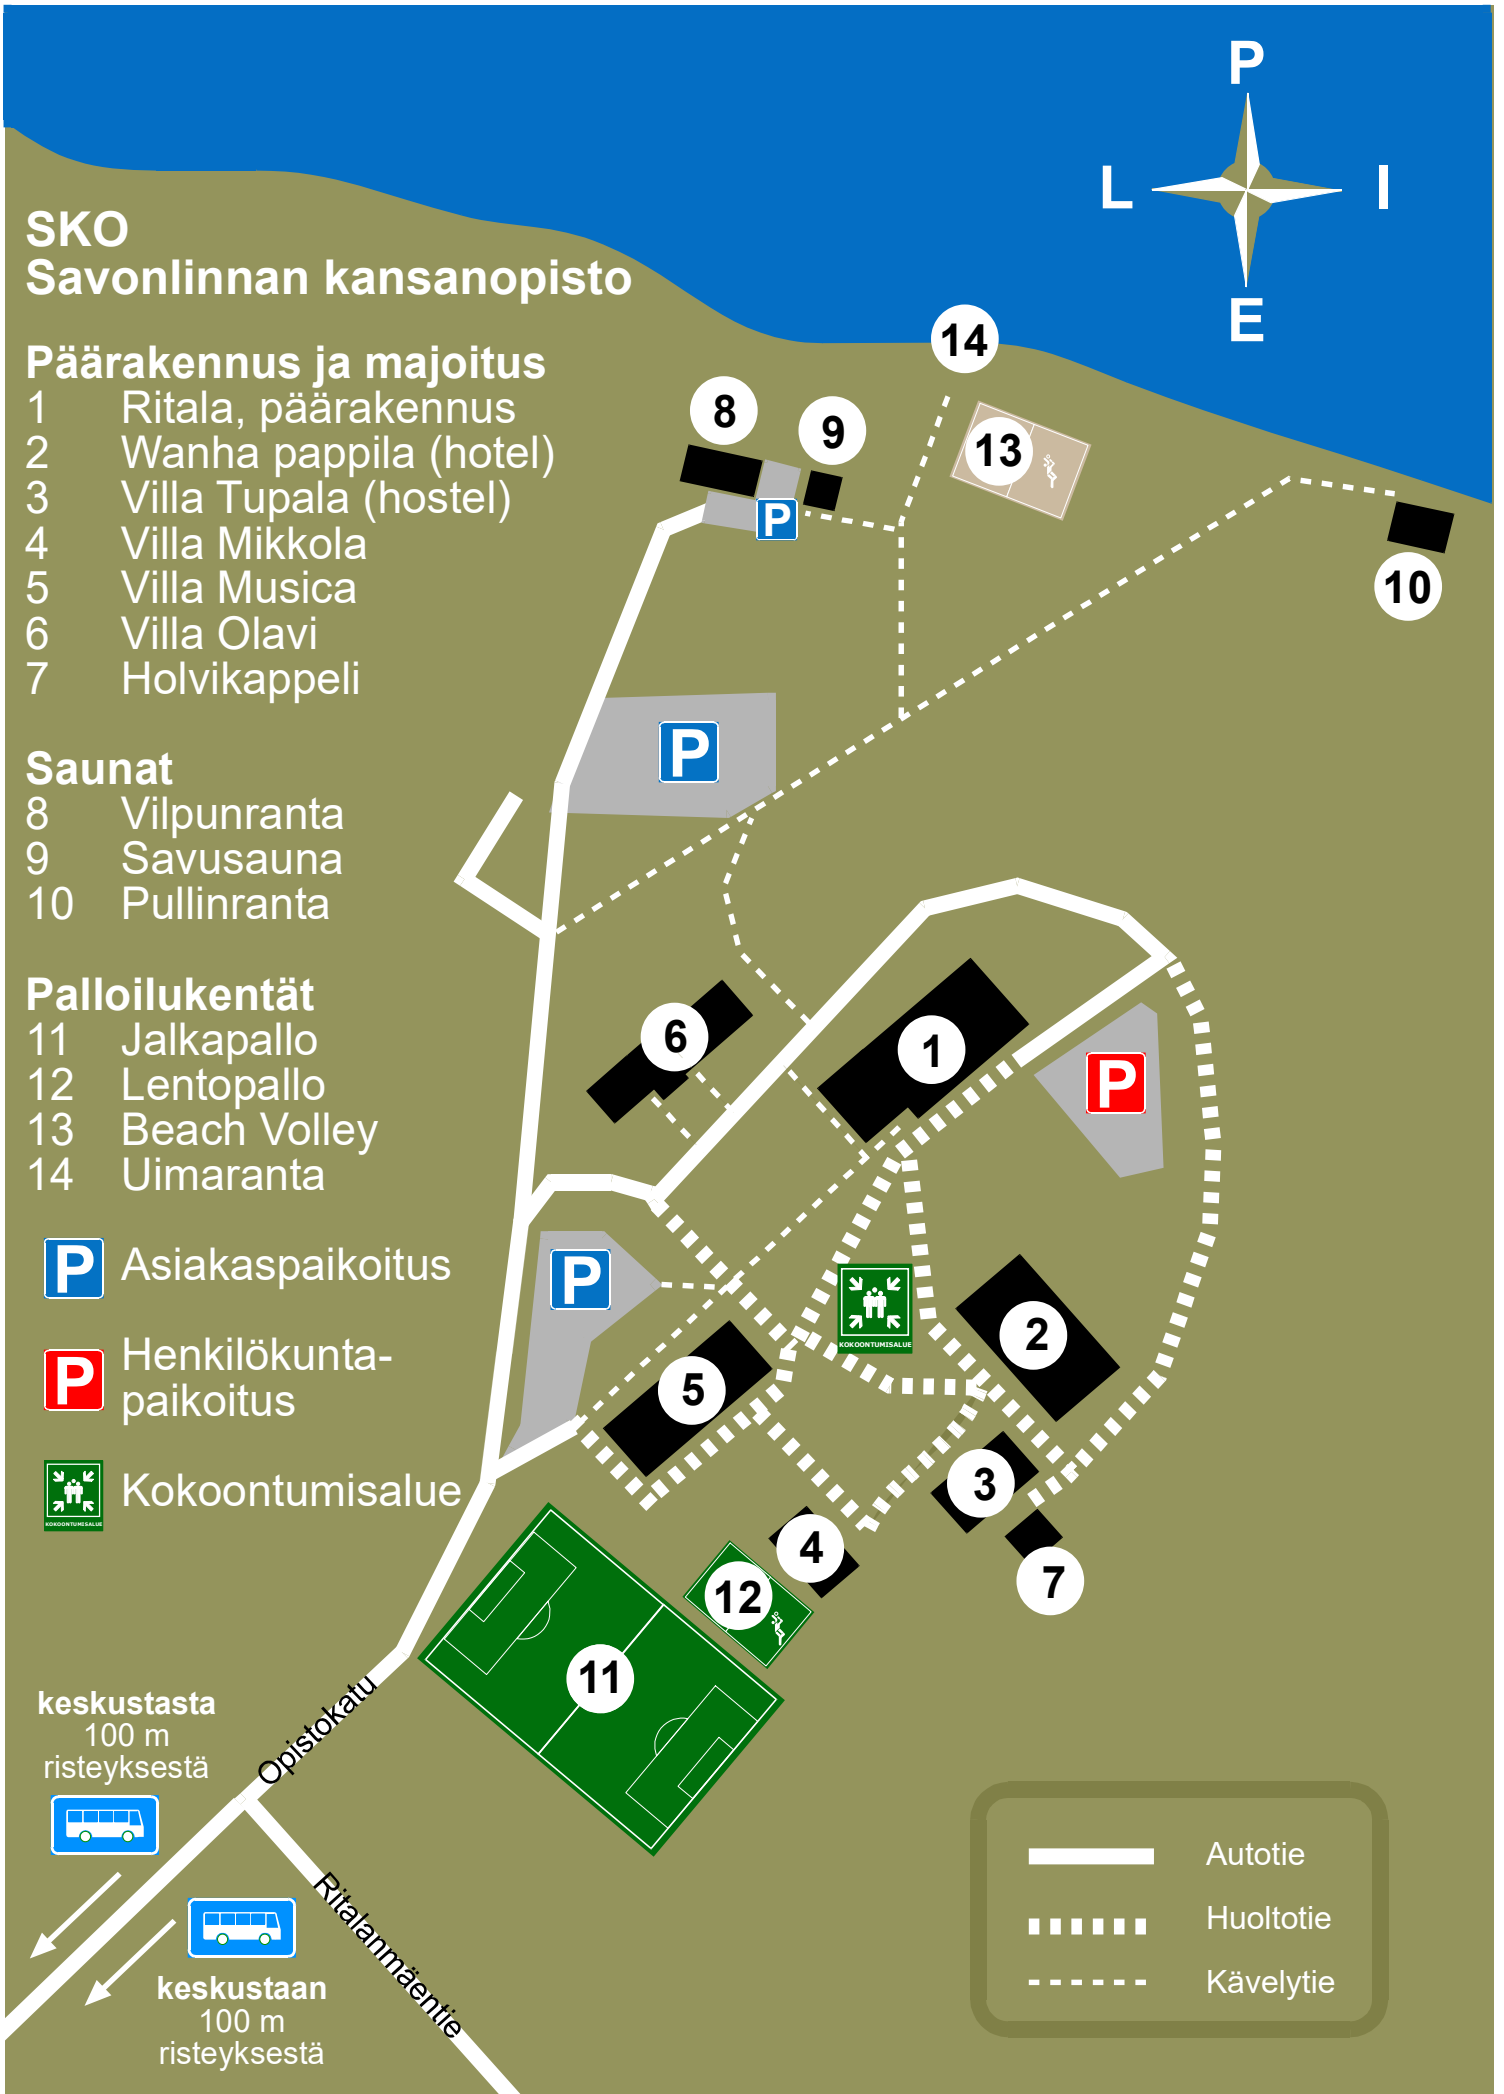 SKO
Savonlinnan kansanopisto
Päärakennus ja majoitus
1 Ritala, päärakennus
2 Wanha pappila (hotel)
3 Villa Tupala (hostel)
4 Villa Mikkola
5 Villa Musica
6 Villa Olavi
7 Holvikappeli
Saunat
8 Vilpunranta
9 Savusauna
10 Pullinranta
Palloilukentät
11 Jalkapallo
12 Lentopallo
13 Beach Volley
14 Uimaranta
P Asiakaspaikoitus
P Henkilökunta-
paikoitus
KOKOONTUMISALUE
Kokoontumisalue
P
L I
E
14
8
9
13
P
10
P
6
1
P
P
KOKOONTUMISALUE
2
5
3
4
7
12
11
Opistokatu
Ritalanmäentie
keskustasta
100 m
risteyksestä
keskustaan
100 m
risteyksestä
Autotie
Huoltotie
Kävelytie